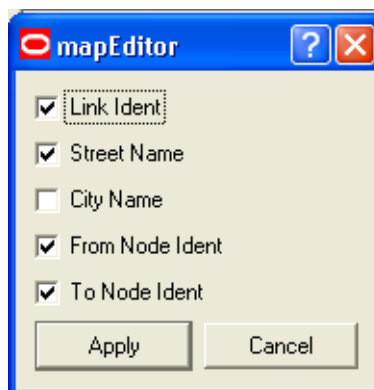 mapEditor
Link Ident
Street Name
City Name
From Node Ident
To Node Ident
Apply Cancel